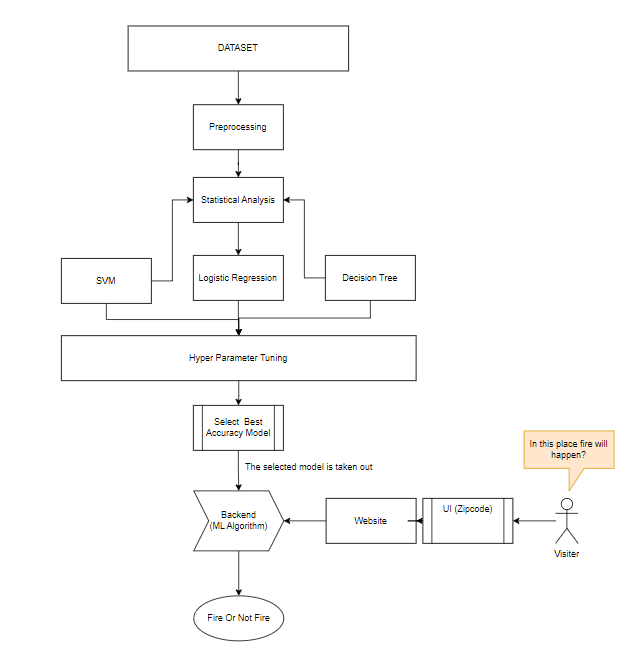 DATASET
Preprocessing
Statistical Analysis
SVM
Logistic Regression
Decision Tree
Hyper Parameter Tuning
Select Best
Accuracy Model
In this place fire will
happen?
The selected model is taken out
Backend
(ML Algorithm)
Website
UI (Zipcode)
Visiter
Fire Or Not Fire